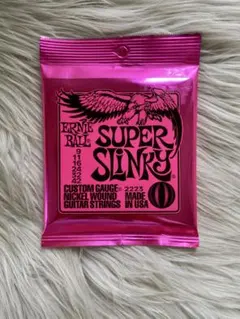 ERNIE BALL
SUPER
SLINKY
9
11
16
24
32
42
CUSTOM GAUGE
NICKEL WOUND
GUITAR STRINGS
2223
MADE IN USA